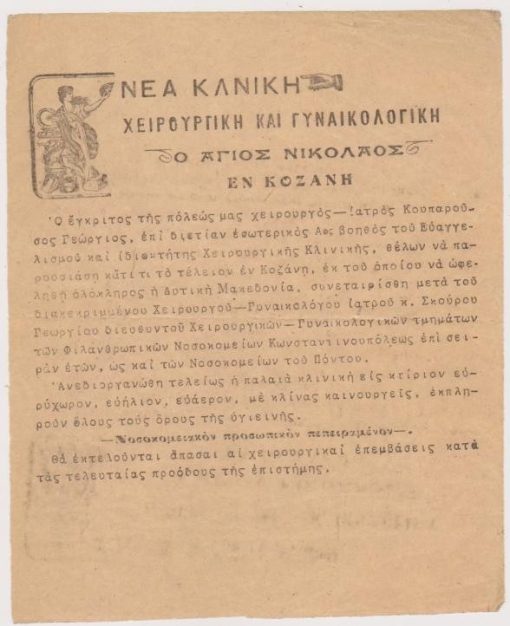 ΝΕΑ ΚΛΝΙΚΗ
ΧΕΙΡΟΥΡΓΙΚΗ ΚΑΙ ΓΥΝΑΙΚΟΛΟΓΙΚΗ
Ο ΑΓΙΟΣ ΝΙΚΟΛΑΟΣ
ΕΝ ΚΟΖΑΝΗ
Ὁ ἔγκριτος τῆς πόλεώς μας χειρουργὸς—Ἰατρὸς Κουπαρού-
σος Γεώργιος, ἐπὶ διετίαν ἐσωτερικὸς Αος βοηθὸς τοῦ Εὐαγγε-
λισμοῦ καὶ ἰδιοκτήτης Χειρουργικῆς Κλινικῆς, θέλων νὰ πα-
ρουσιάσῃ κάτιτι τὸ τέλειον ἐν Κοζάνῃ, ἐκ τοῦ ὁποίου νὰ ὠφε-
ληθῇ ὁλόκληρος ἡ Δυτικὴ Μακεδονία, συνεταιρίσθη μετὰ τοῦ
διακεκριμμένου Χειρουργοῦ—Γυναικολόγου ἰατροῦ κ. Σκούρου
Γεωργίου διευθυντοῦ Χειρουργικῶν—Γυναικολογικῶν τμημάτων
τῶν Φιλανθρωπικῶν Νοσοκομείων Κωνσταντινουπόλεως ἐπὶ σει-
ρὰν ἐτῶν, ὡς καὶ τῶν Νοσοκομείων τοῦ Πόντου.
Ἀνεδιοργανώθη τελείως ἡ παλαιὰ κλινικὴ εἰς κτίριον εὐ-
ρύχωρον, εὐήλιον, εὐάερον, μὲ κλίνας καινουργεῖς, ἐκπλη-
ροῦν ὅλους τοὺς ὅρους τῆς ὑγιεινῆς.
—Νοσοκομειακὸν προσωπικὸν πεπειραμένον—.
Θὰ ἐκτελοῦνται ἅπασαι αἱ χειρουργικαὶ ἐπεμβάσεις κατὰ
τὰς τελευταίας προόδους τῆς ἐπιστήμης.